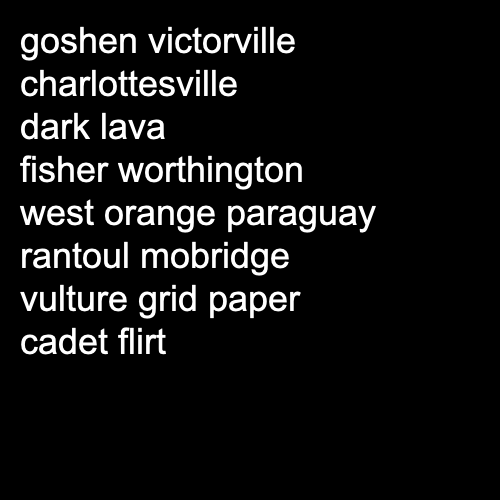 goshen victorville
charlottesville
dark lava
fisher worthington
west orange paraguay
rantoul mobridge
vulture grid paper
cadet flirt